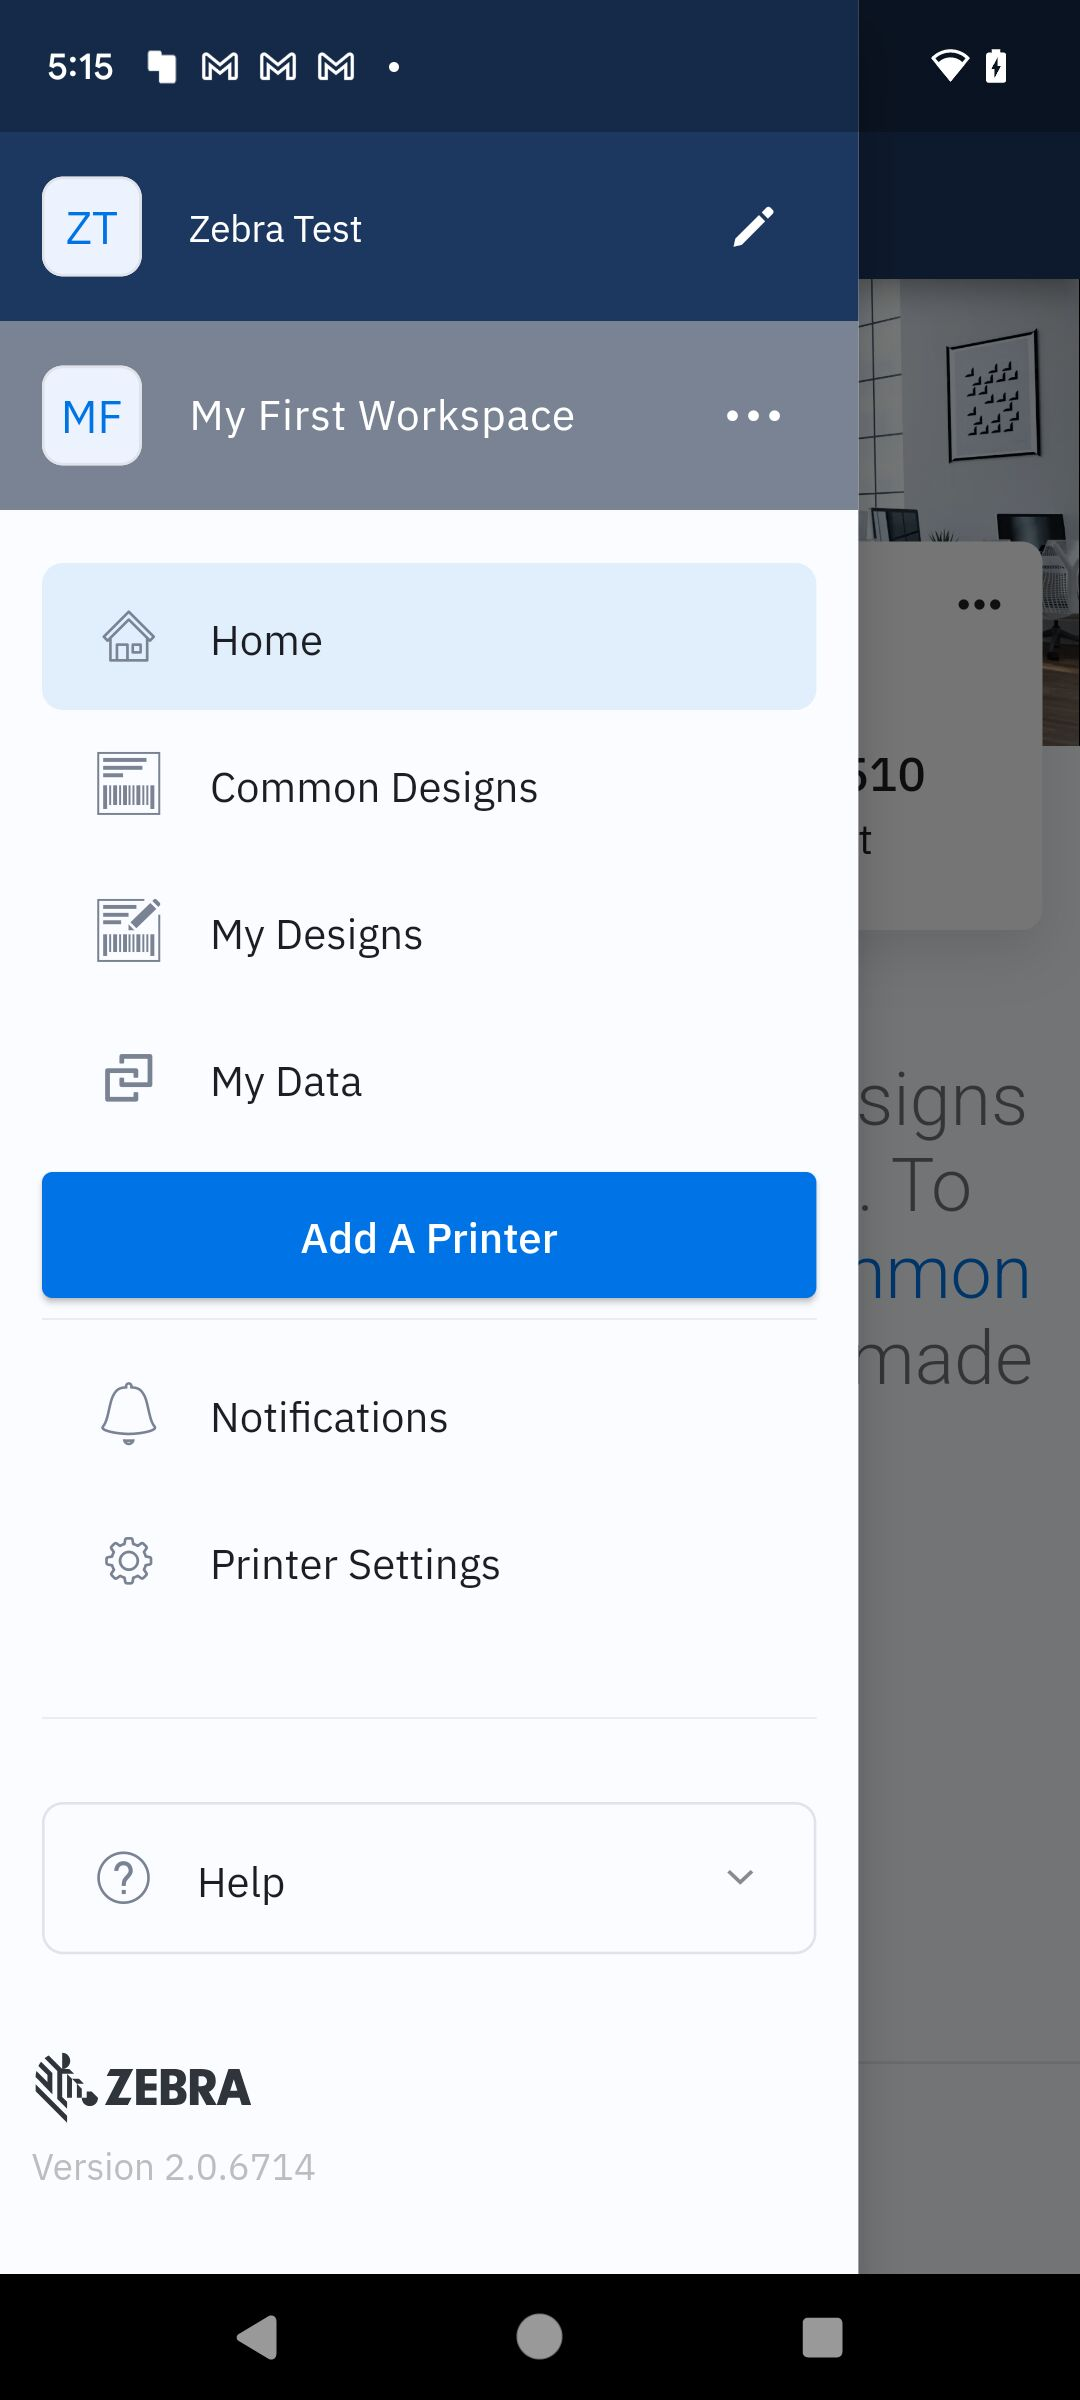 5:15
ZT
Zebra Test
MF
My First Workspace
Home
Common Designs
510
t
My Designs
My Data
signs
. To
Add A Printer
mon
made
Notifications
Printer Settings
Help
ZEBRA
Version 2.0.6714